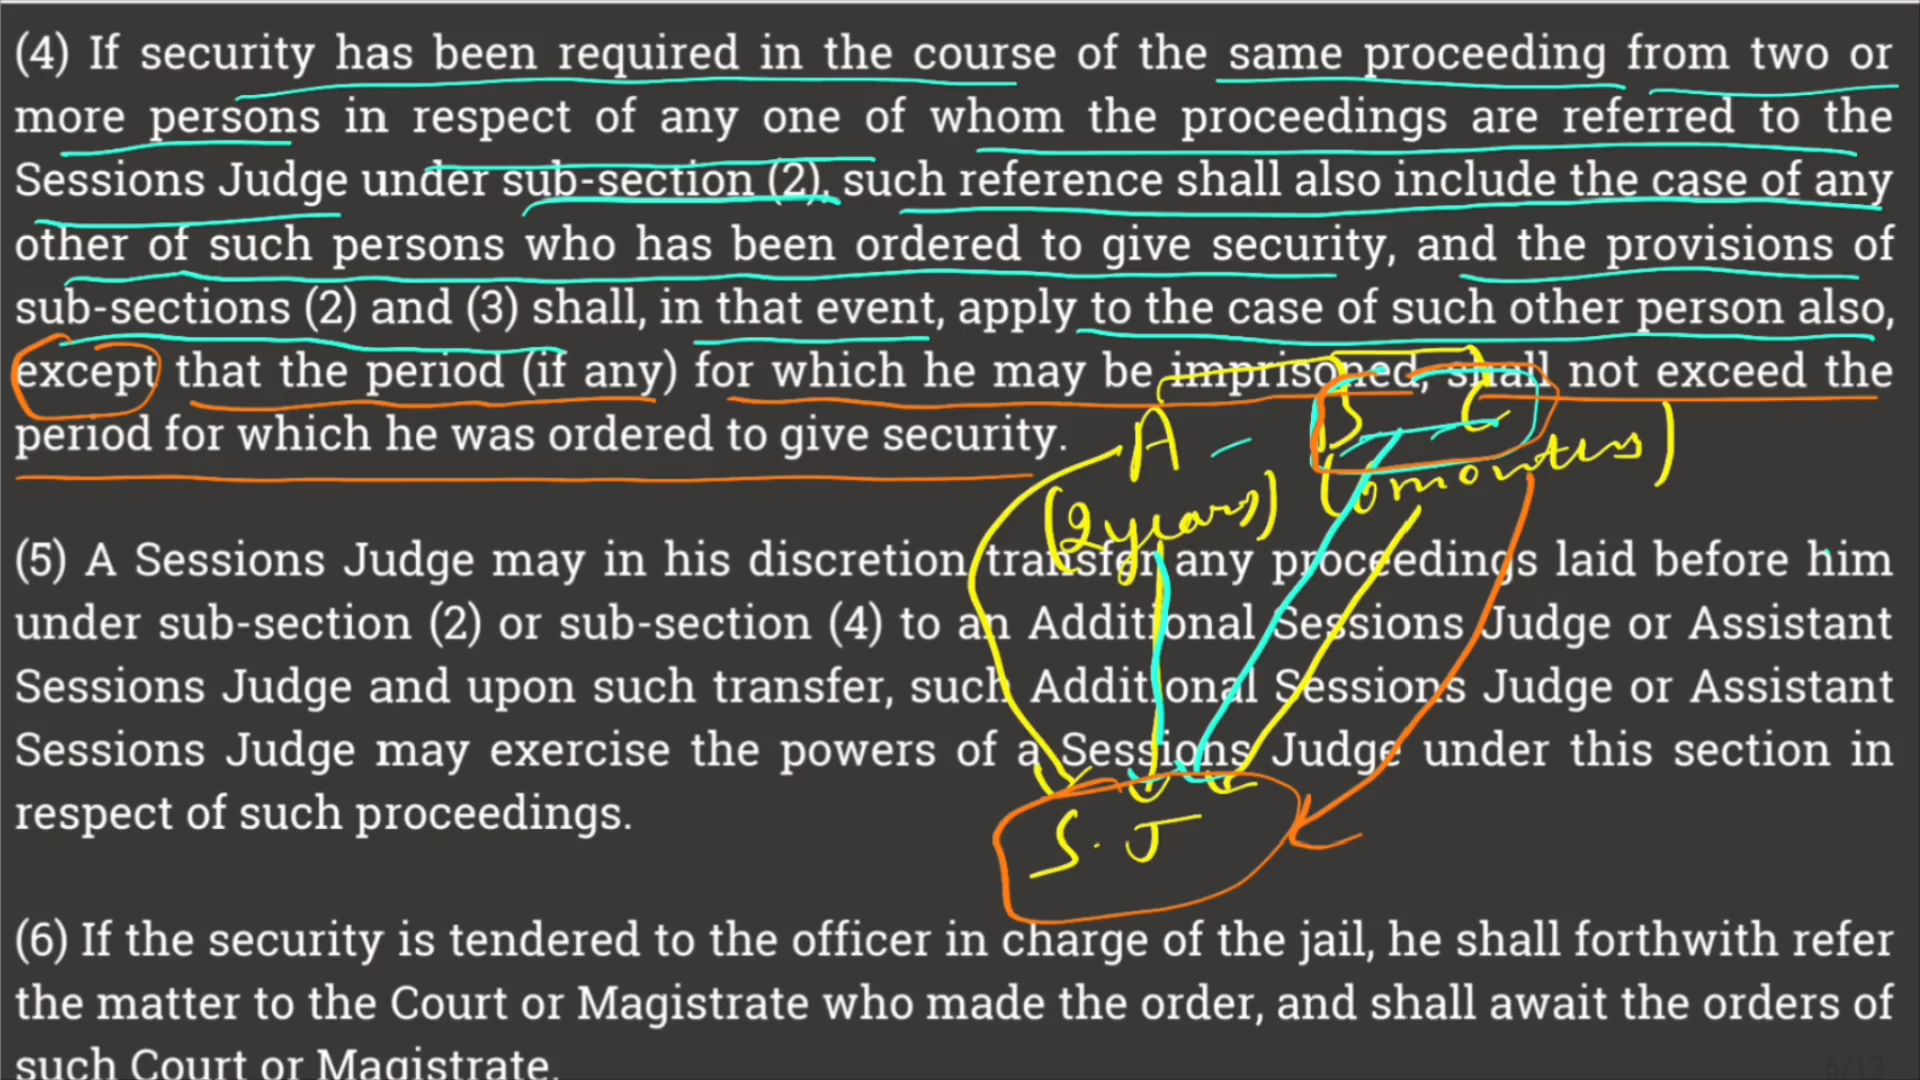 (4) If security has been required in the course of the same proceeding from two or
more persons in respect of any one of whom the proceedings are referred to the
Sessions Judge under sub-section (2), such reference shall also include the case of any
other of such persons who has been ordered to give security, and the provisions of
sub-sections (2) and (3) shall, in that event, apply to the case of such other person also,
except that the period (if any) for which he may be imprisoned, shall not exceed the
period for which he was ordered to give security.
A - B C
(2 years) (6 months)
(5) A Sessions Judge may in his discretion transfer any proceedings laid before him
under sub-section (2) or sub-section (4) to an Additional Sessions Judge or Assistant
Sessions Judge and upon such transfer, such Additional Sessions Judge or Assistant
Sessions Judge may exercise the powers of a Sessions Judge under this section in
respect of such proceedings.
S. J
(6) If the security is tendered to the officer in charge of the jail, he shall forthwith refer
the matter to the Court or Magistrate who made the order, and shall await the orders of
such Court or Magistrate.
6/13